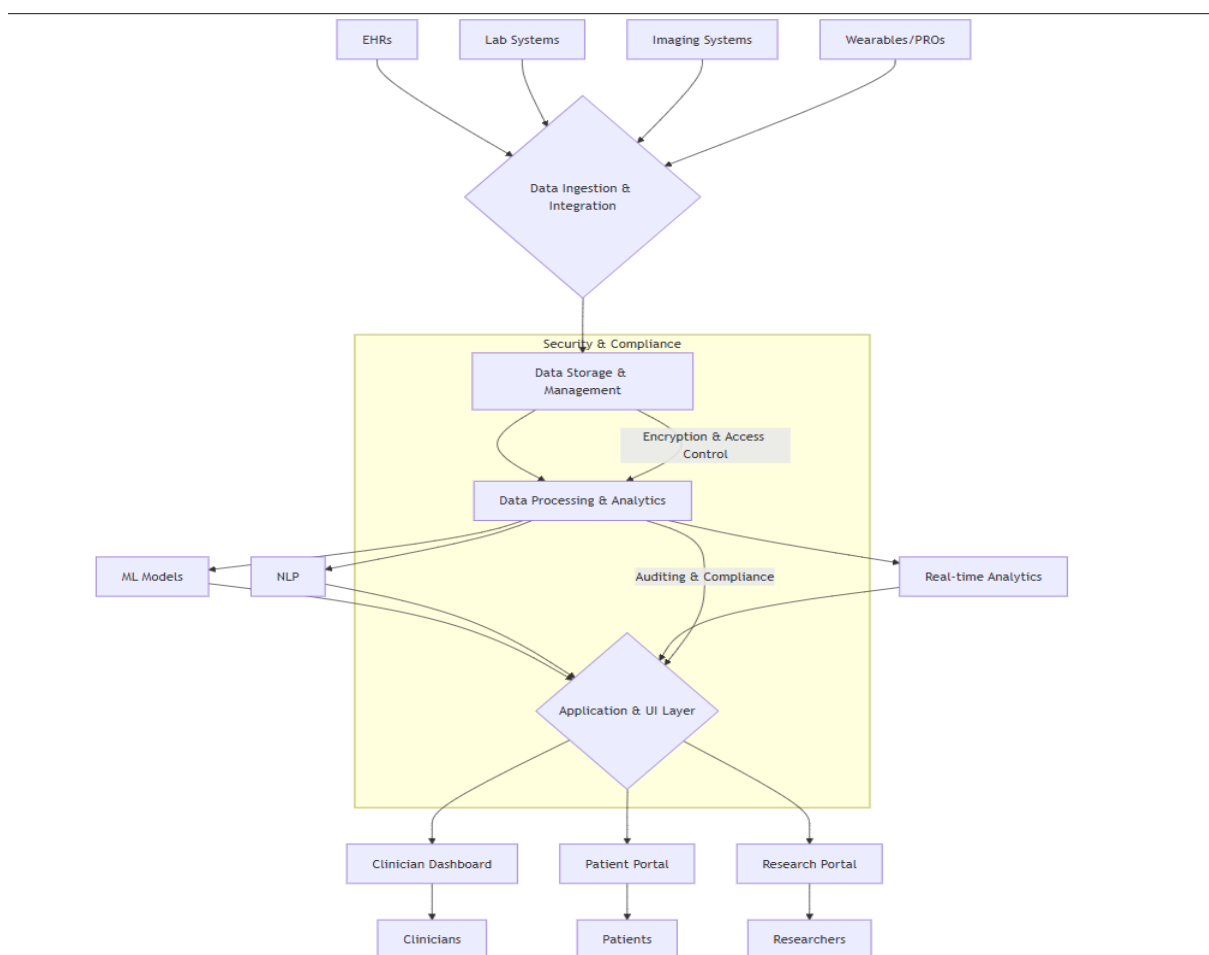 EHRs
Lab Systems
Imaging Systems
Wearables/PROs
Data Ingestion &
Integration
Security & Compliance
Data Storage &
Management
Encryption & Access
Control
Data Processing & Analytics
ML Models
NLP
Auditing & Compliance
Real-time Analytics
Application & UI Layer
Clinician Dashboard
Patient Portal
Research Portal
Clinicians
Patients
Researchers